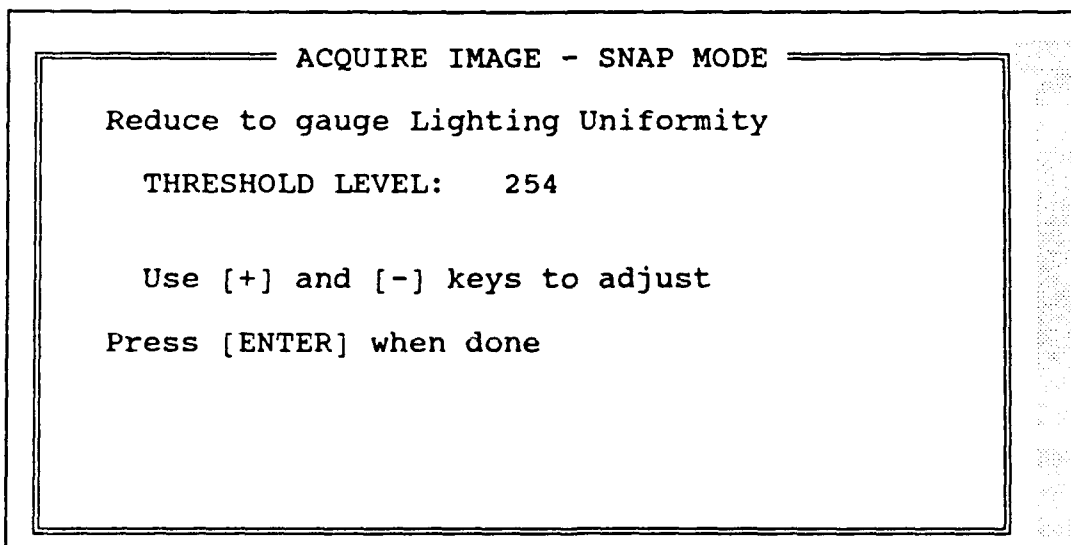 ACQUIRE IMAGE - SNAP MODE
Reduce to gauge Lighting Uniformity
THRESHOLD LEVEL: 254
Use [+] and [-] keys to adjust
Press [ENTER] when done